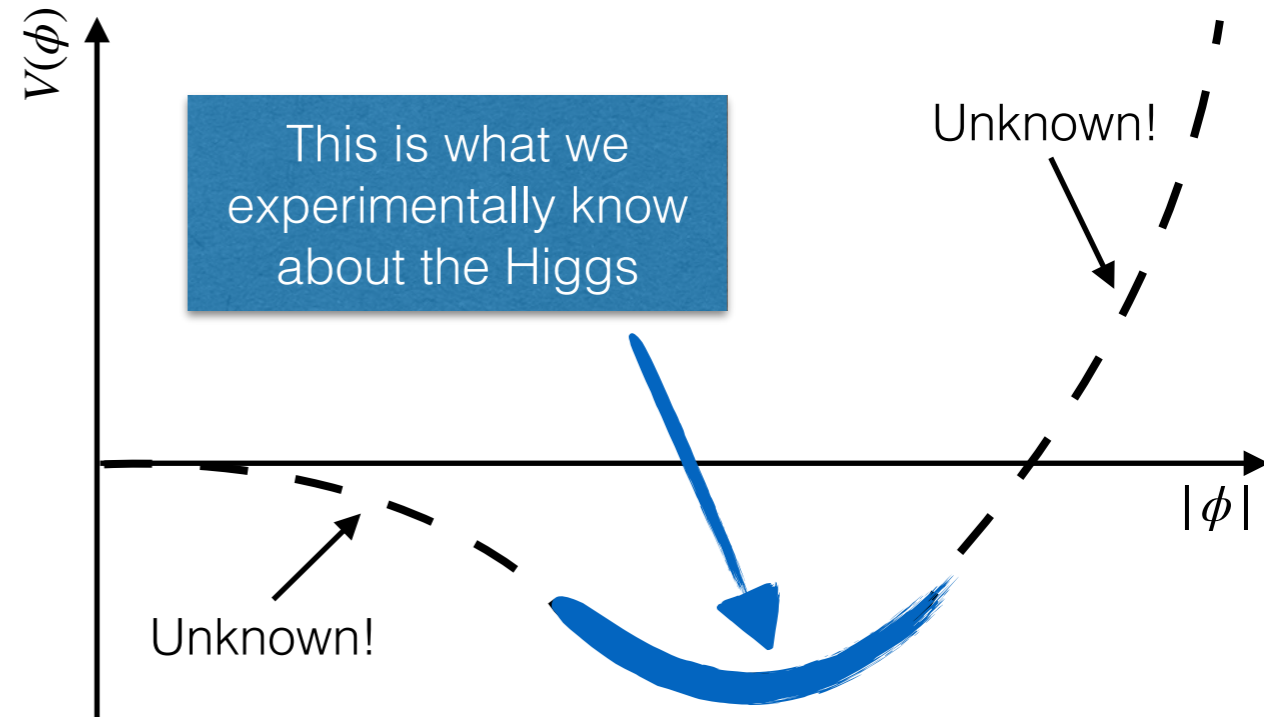 V(ϕ)
This is what we
experimentally know
about the Higgs
Unknown!
|ϕ|
Unknown!